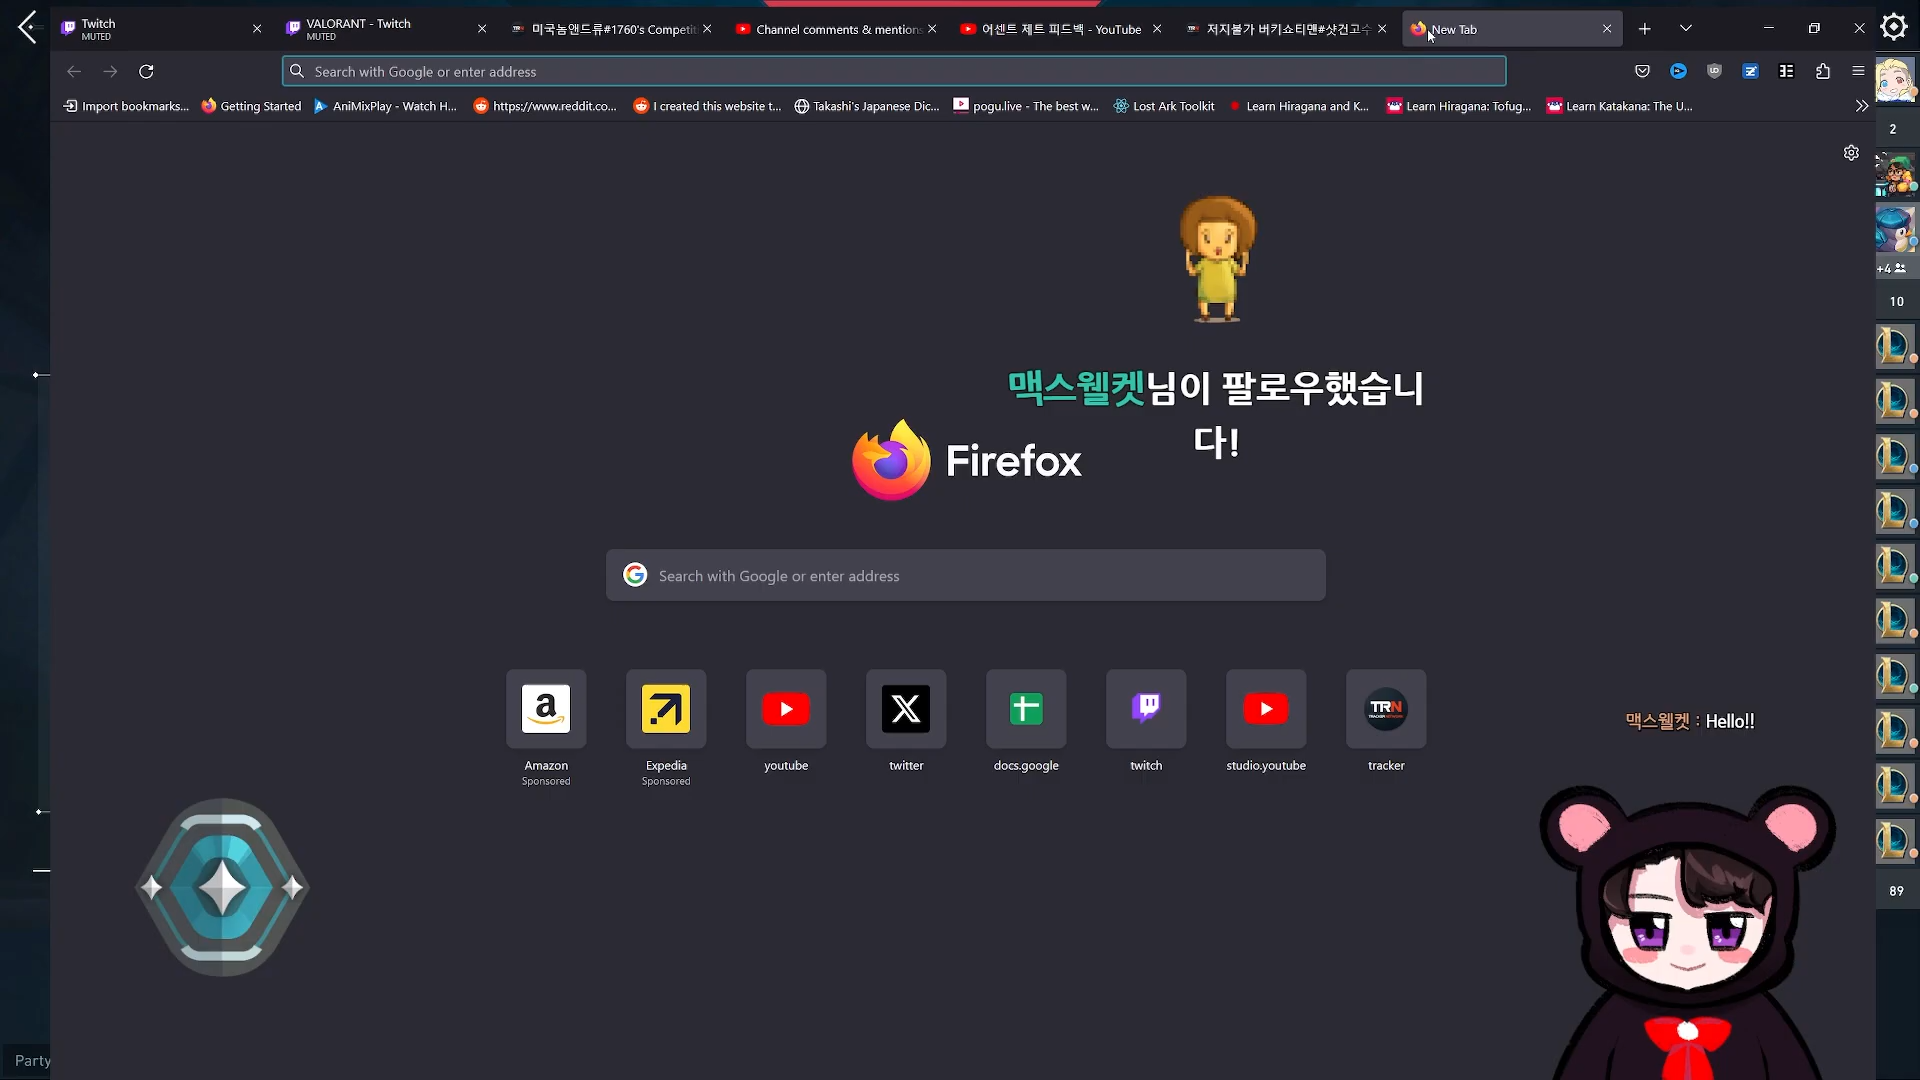 Twitch
MUTED
VALORANT - Twitch
MUTED
미국놈앤드류#1760's Competit
Channel comments & mentions
어센트 제트 피드백 - YouTube
저지불가 버키쇼티맨#샷건고수
New Tab
Search with Google or enter address
Import bookmarks...
Getting Started
AniMixPlay - Watch H...
https://www.reddit.co...
I created this website t...
Takashi's Japanese Dic...
pogu.live - The best w...
Lost Ark Toolkit
Learn Hiragana and K...
Learn Hiragana: Tofug...
Learn Katakana: The U...
2
+4
10
맥스웰켓님이 팔로우했습니
다!
Firefox
Search with Google or enter address
a
TRN
TRACKER NETWORK
Amazon
Sponsored
Expedia
Sponsored
youtube
twitter
docs.google
twitch
studio.youtube
tracker
맥스웰켓 : Hello!!
89
Party